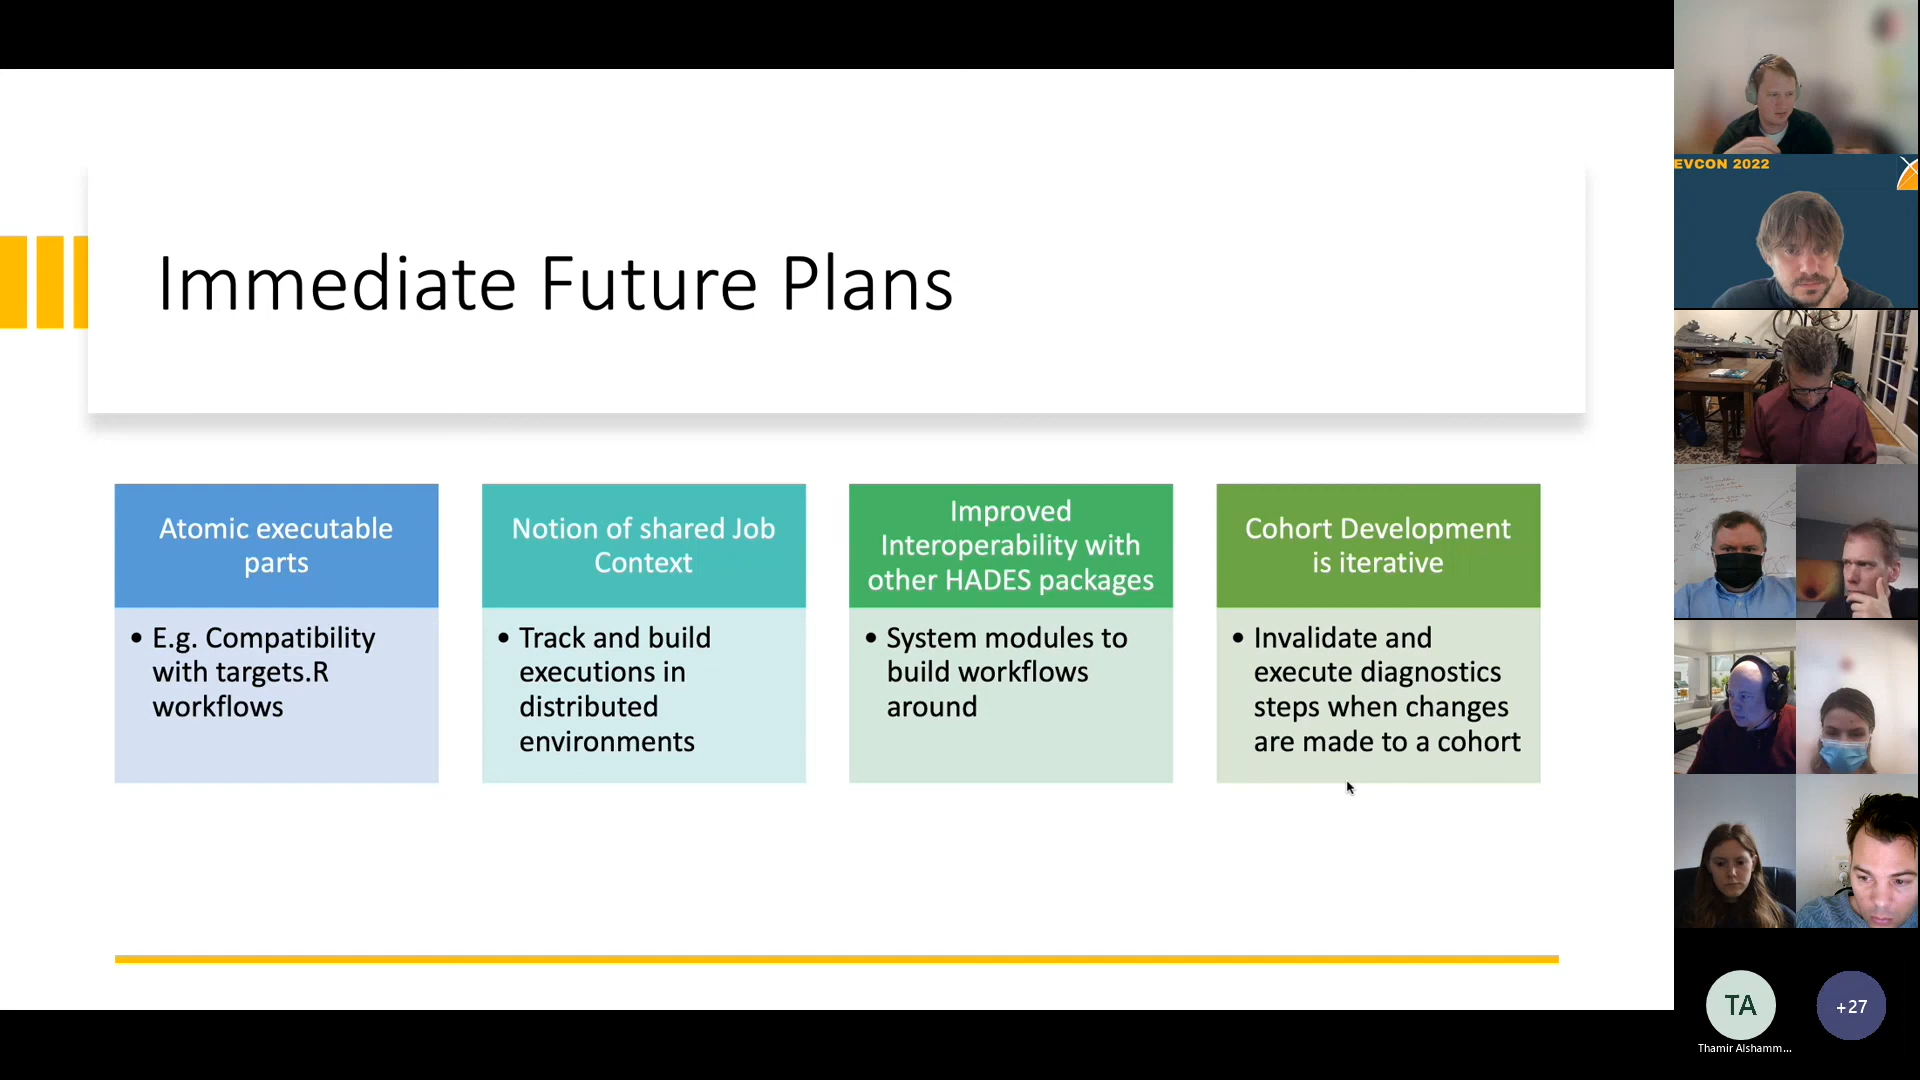 EVCON 2022
Immediate Future Plans
Atomic executable
parts
• E.g. Compatibility
with targets.R
workflows
Notion of shared Job
Context
• Track and build
executions in
distributed
environments
Improved
Interoperability with
other HADES packages
• System modules to
build workflows
around
Cohort Development
is iterative
• Invalidate and
execute diagnostics
steps when changes
are made to a cohort
TA
+27
Thamir Alshamm...